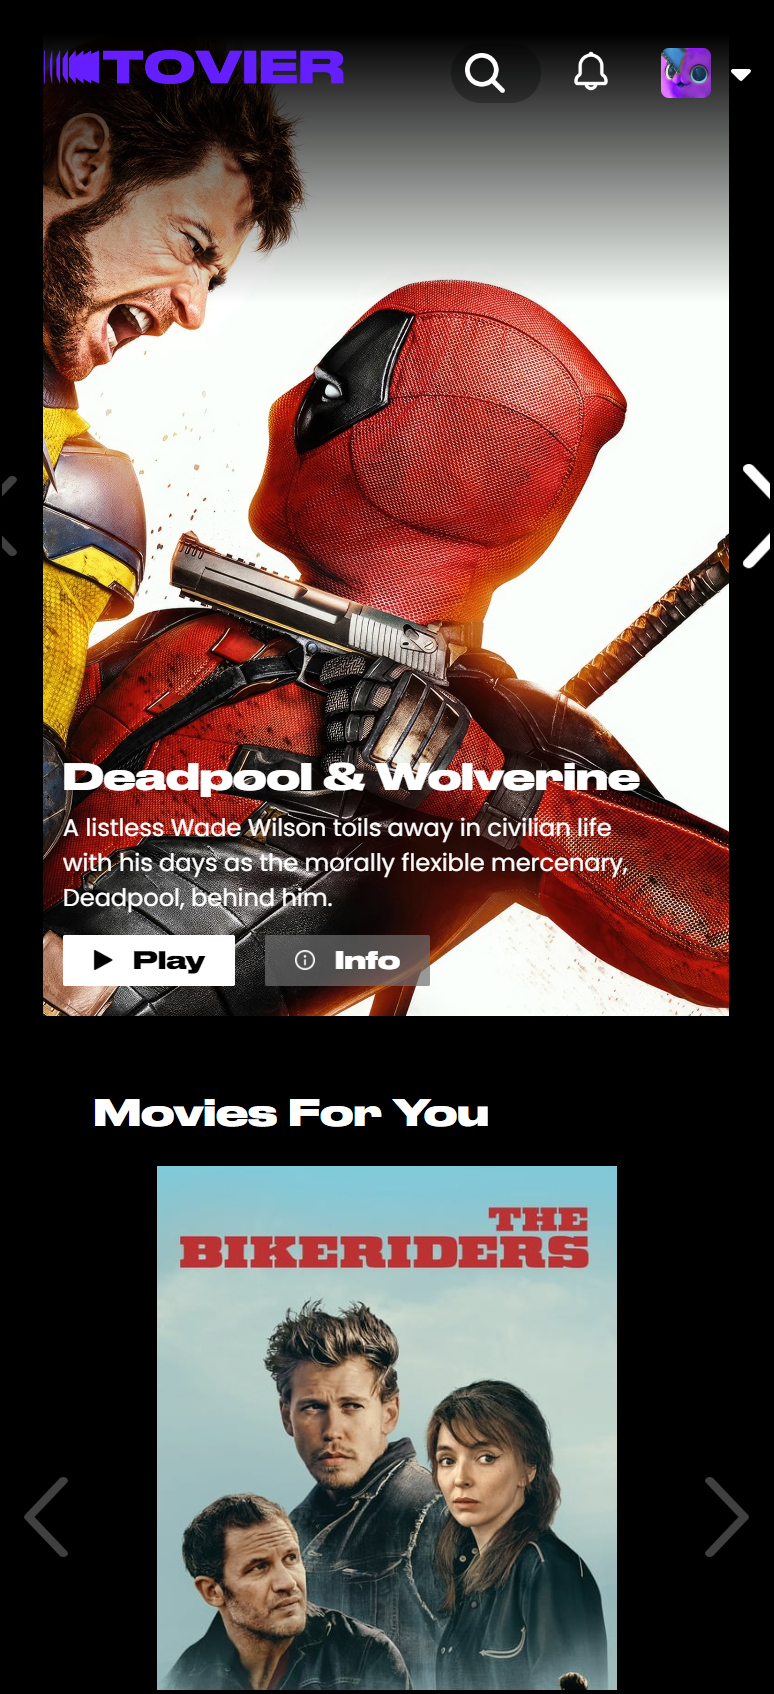 TOVIER
Deadpool & Wolverine
A listless Wade Wilson toils away in civilian life
with his days as the morally flexible mercenary,
Deadpool, behind him.
Play
Info
Movies For You
THE
BIKERIDERS